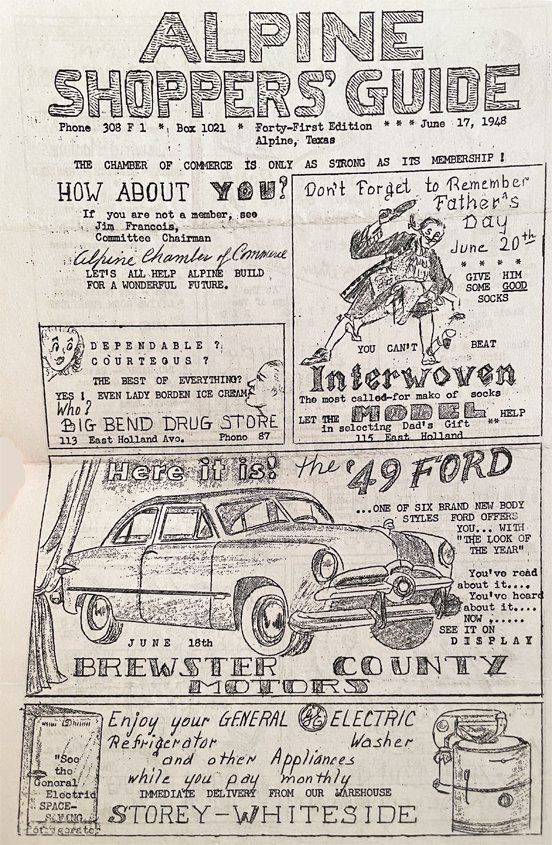 ALPINE
SHOPPERS' GUIDE
Phone 308 F 1 * Box 1021 * Forty-First Edition * * * June 17, 1948
Alpine, Texas
THE CHAMBER OF COMMERCE IS ONLY AS STRONG AS ITS MEMBERSHIP !
HOW ABOUT YOU?
If you are not a member, see
Jim Francois,
Committee Chairman
Alpine Chamber of Commerce
LET'S ALL HELP ALPINE BUILD
FOR A WONDERFUL FUTURE.
DEPENDABLE ?
COURTEOUS ?
THE BEST OF EVERYTHING?
YES ! EVEN LADY BORDEN ICE CREAM
Who?
BIG BEND DRUG STORE
113 East Holland Ave. Phone 87
Don't Forget to Remember
Father's
Day
June 20th
* * * * *
GIVE HIM
SOME GOOD
SOCKS
YOU CAN'T BEAT
Interwoven
The most called-for make of socks
LET THE MODEL HELP
in selecting Dad's Gift
115 East Holland
Here it is! the '49 FORD
...ONE OF SIX BRAND NEW BODY
STYLES FORD OFFERS
YOU... WITH
"THE LOOK OF
THE YEAR"
You've read
about it....
You've heard
about it....
NOW ......
SEE IT ON
DISPLAY
JUNE 18th
BREWSTER COUNTY
MOTORS
Enjoy your GENERAL GE ELECTRIC
Refrigerator Washer
and other Appliances
while you pay monthly
IMMEDIATE DELIVERY FROM OUR WAREHOUSE
STOREY-WHITESIDE
"See
the
General
Electric
SPACE-
SAVING
refrigerator